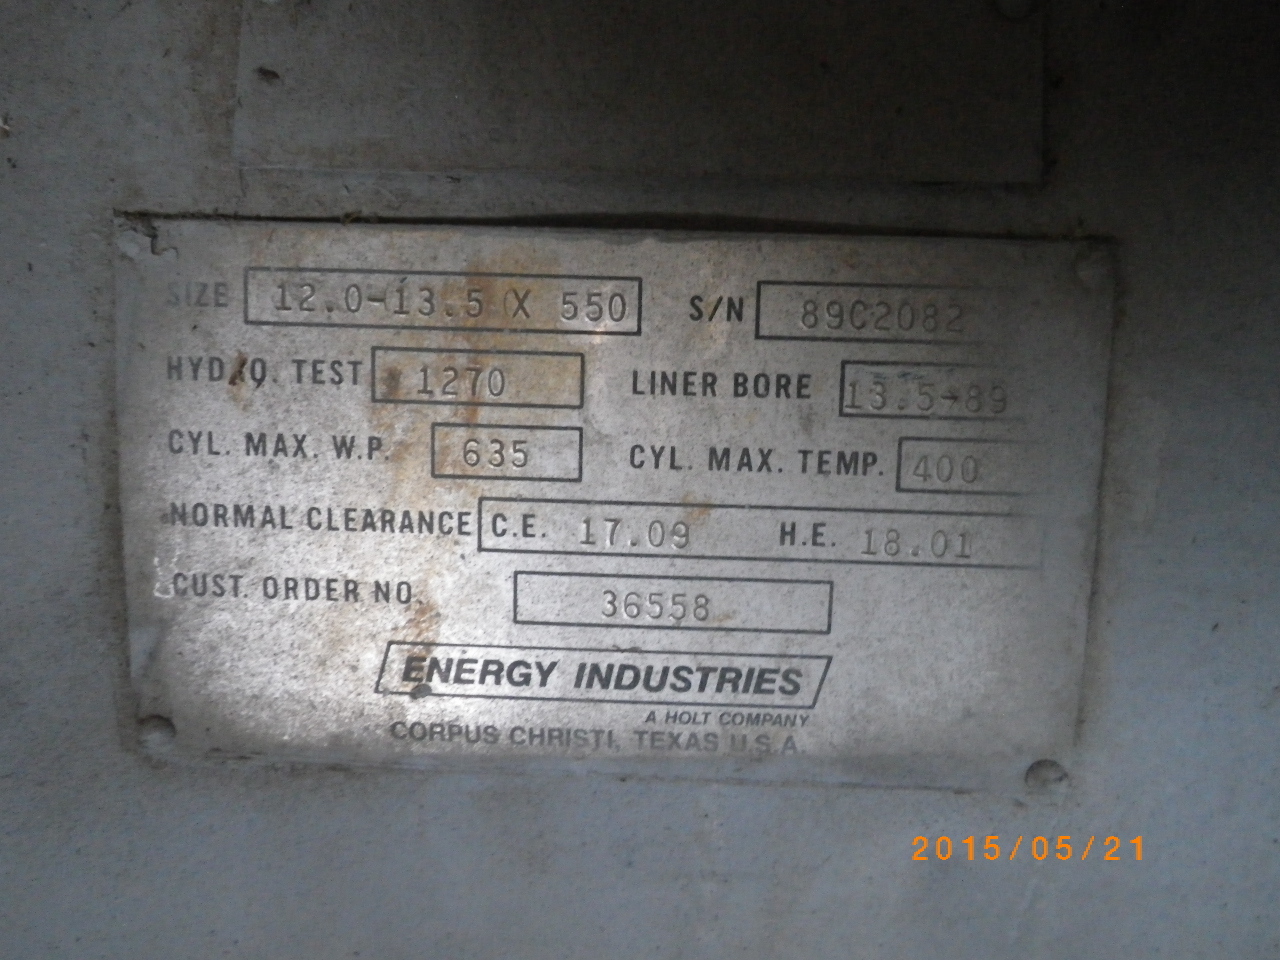 SIZE 12.0-13.5 X 550 S/N 89C2082
HYD/Q. TEST 1270 LINER BORE 13.5→89
CYL. MAX. W.P. 635 CYL. MAX. TEMP. 400
NORMAL CLEARANCE C.E. 17.09 H.E. 18.01
CUST. ORDER NO. 36558
ENERGY INDUSTRIES
A HOLT COMPANY
CORPUS CHRISTI, TEXAS U.S.A.
2015/05/21